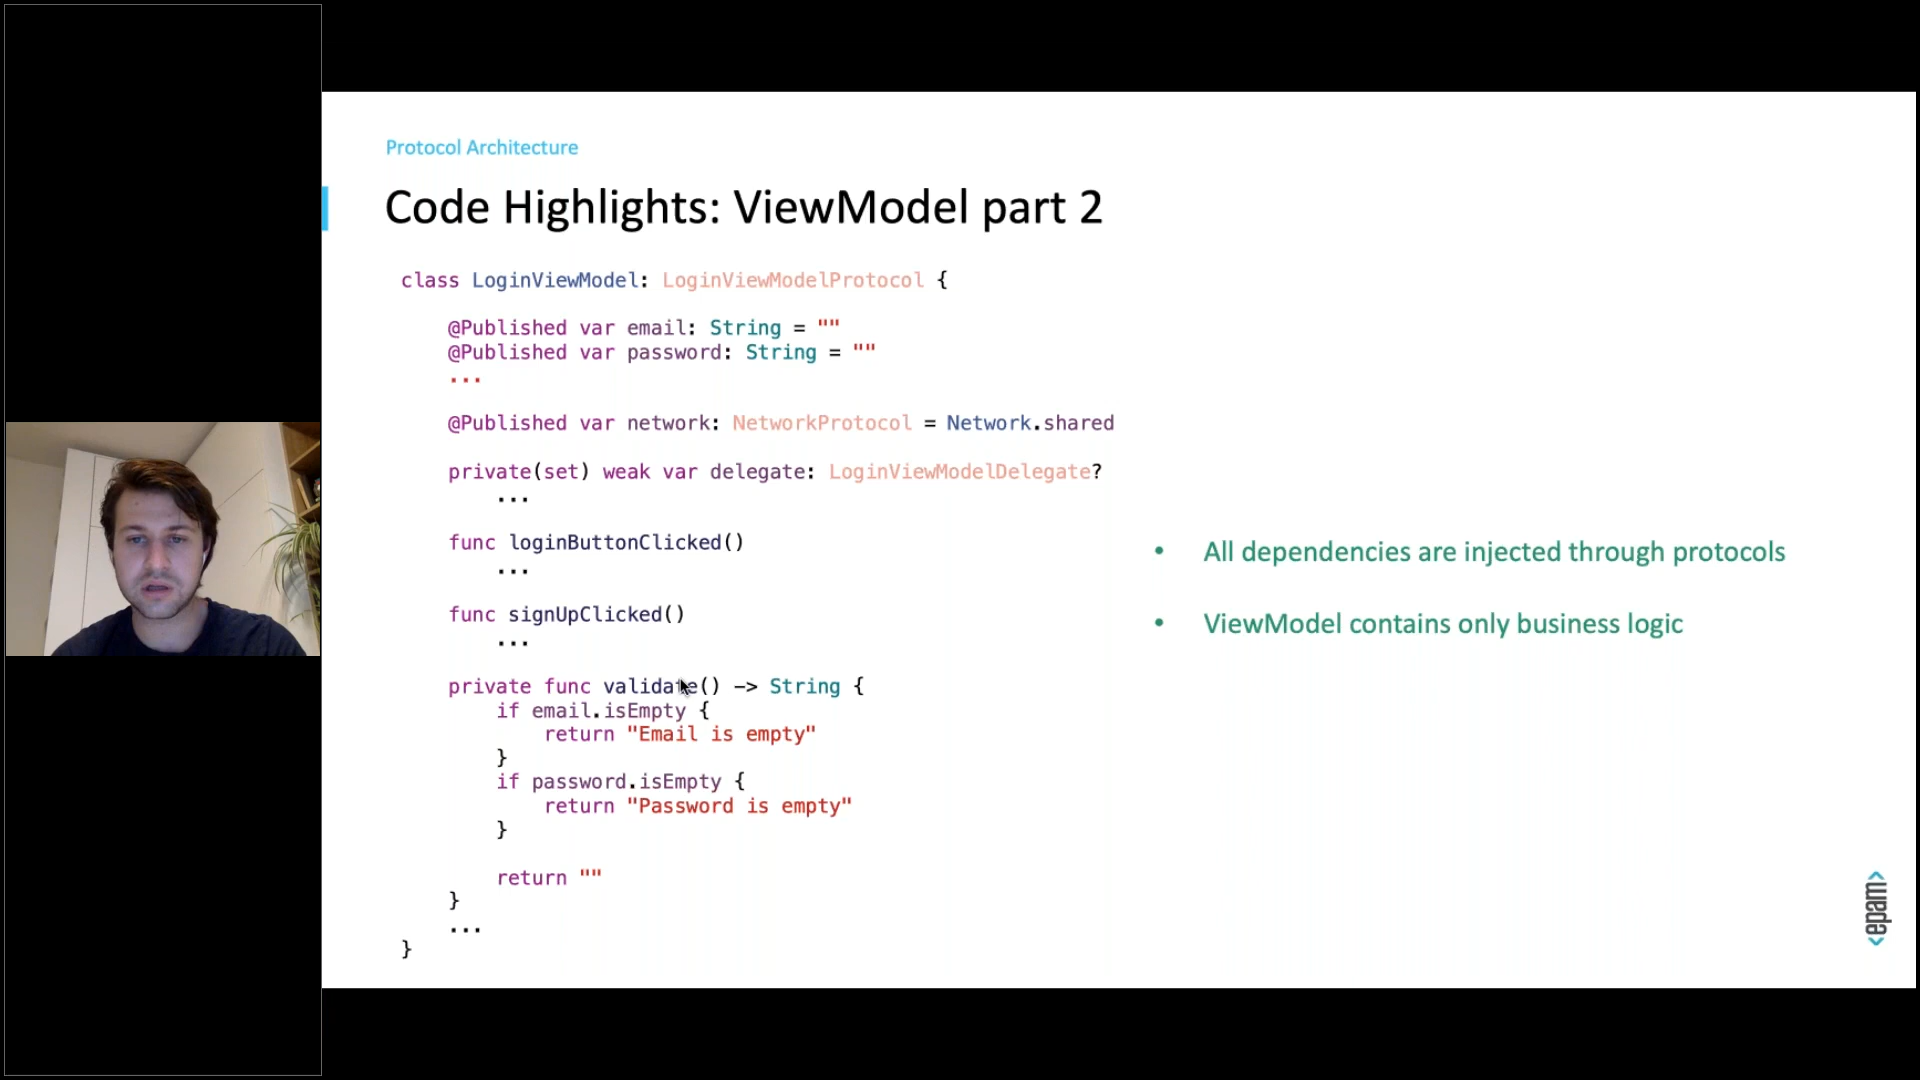 Protocol Architecture
Code Highlights: ViewModel part 2
class LoginViewModel: LoginViewModelProtocol {
@Published var email: String = ""
@Published var password: String = ""
...
@Published var network: NetworkProtocol = Network.shared
private(set) weak var delegate: LoginViewModelDelegate?
...
func loginButtonClicked()
...
func signUpClicked()
...
private func validate() -> String {
if email.isEmpty {
return "Email is empty"
}
if password.isEmpty {
return "Password is empty"
}
return ""
}
...
}
• All dependencies are injected through protocols
• ViewModel contains only business logic
<epam>